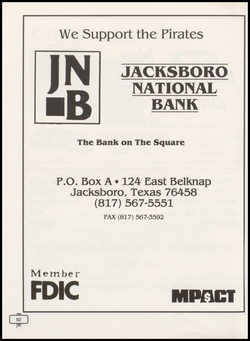 We Support the Pirates
JN
B
JACKSBORO
NATIONAL
BANK
The Bank on The Square
P.O. Box A • 124 East Belknap
Jacksboro, Texas 76458
(817) 567-5551
FAX (817) 567-3592
Member
FDIC
MPACT
92